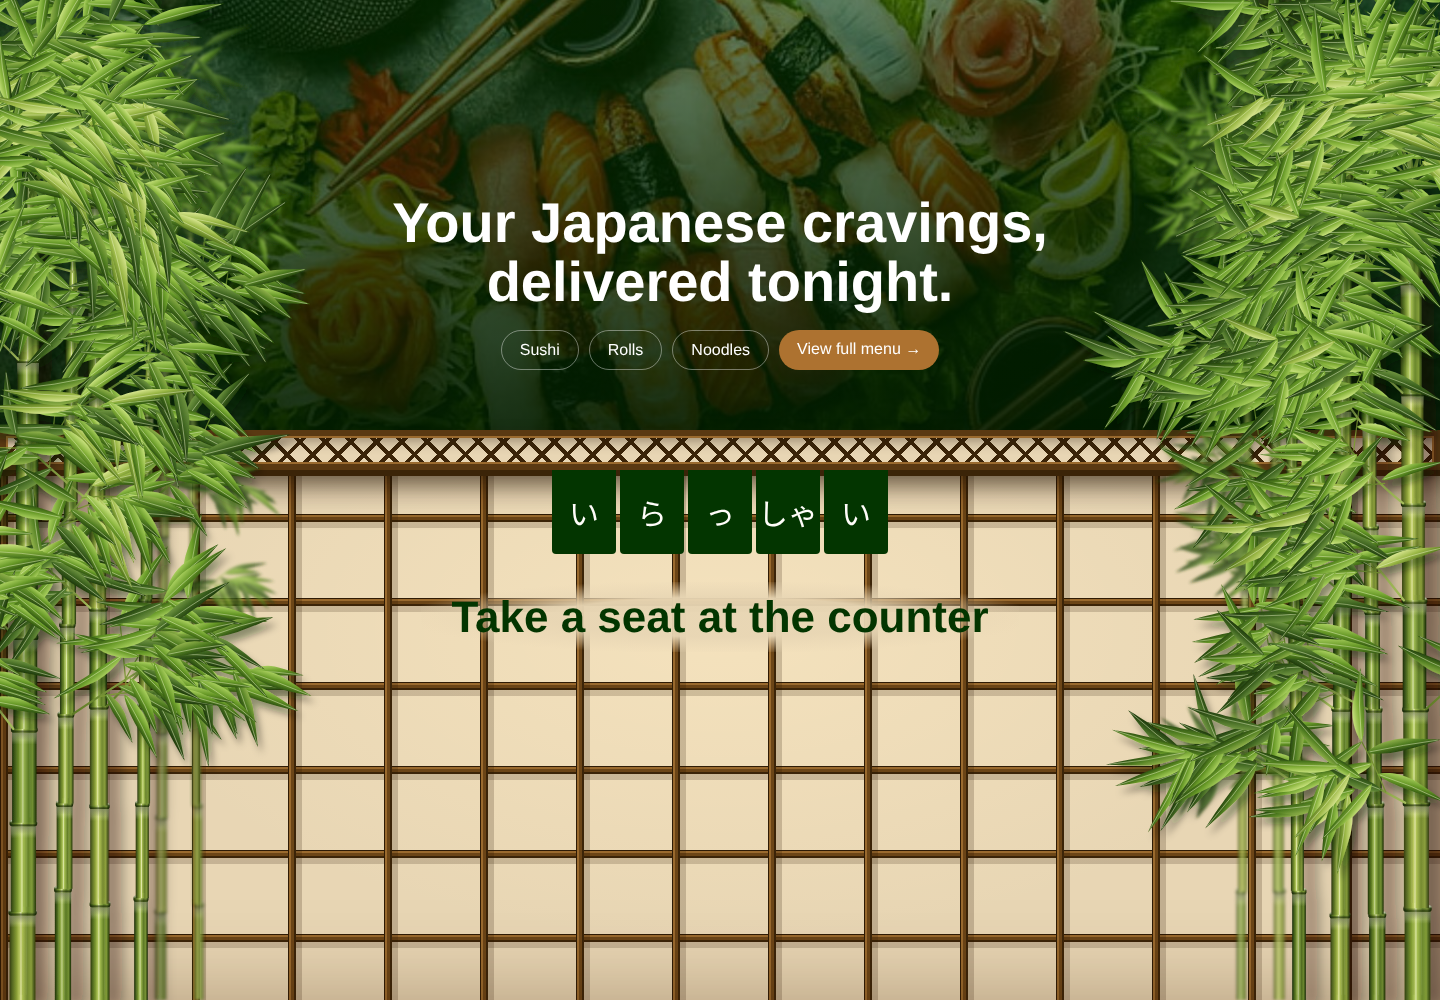 Your Japanese cravings,
delivered tonight.
Sushi
Rolls
Noodles
View full menu →
い ら っ しゃ い
Take a seat at the counter